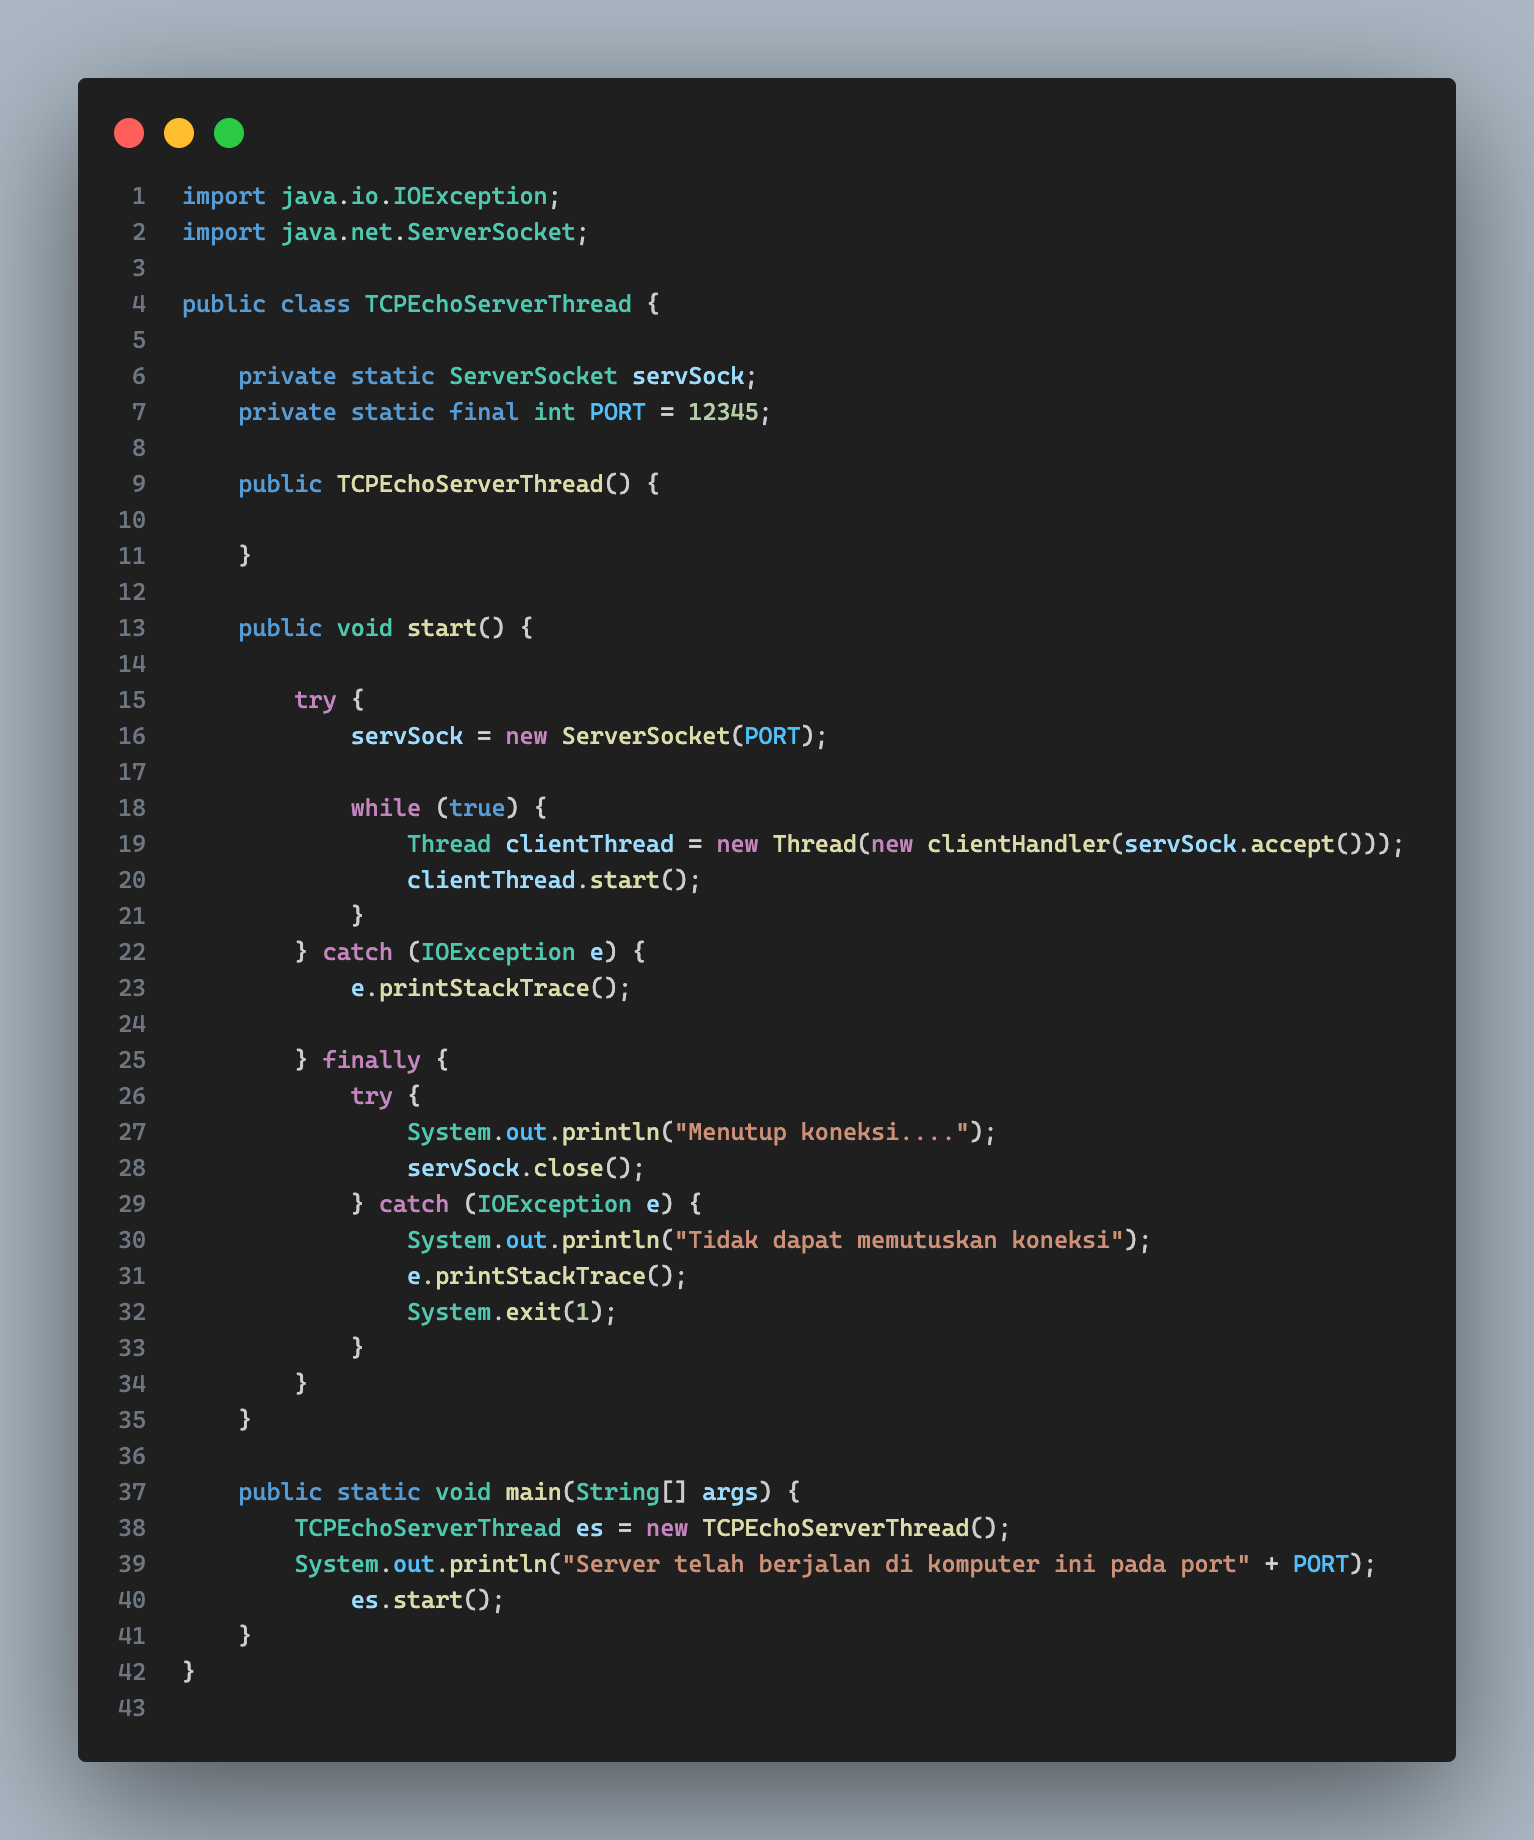 1 import java.io.IOException;
2 import java.net.ServerSocket;
3
4 public class TCPEchoServerThread {
5
6     private static ServerSocket servSock;
7     private static final int PORT = 12345;
8
9     public TCPEchoServerThread() {
10
11     }
12
13     public void start() {
14
15         try {
16             servSock = new ServerSocket(PORT);
17
18             while (true) {
19                 Thread clientThread = new Thread(new clientHandler(servSock.accept()));
20                 clientThread.start();
21             }
22         } catch (IOException e) {
23             e.printStackTrace();
24
25         } finally {
26             try {
27                 System.out.println("Menutup koneksi....");
28                 servSock.close();
29             } catch (IOException e) {
30                 System.out.println("Tidak dapat memutuskan koneksi");
31                 e.printStackTrace();
32                 System.exit(1);
33             }
34         }
35     }
36
37     public static void main(String[] args) {
38         TCPEchoServerThread es = new TCPEchoServerThread();
39         System.out.println("Server telah berjalan di komputer ini pada port" + PORT);
40             es.start();
41     }
42 }
43